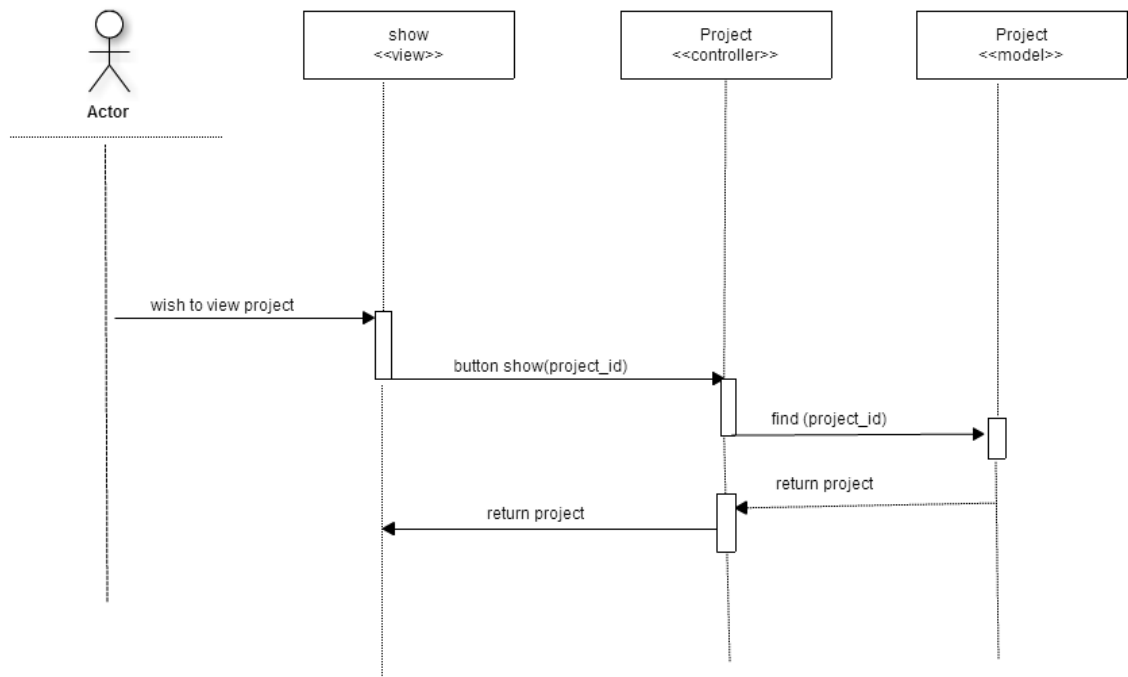 show
<<view>>
Project
<<controller>>
Project
<<model>>
Actor
wish to view project
button show(project_id)
find (project_id)
return project
return project